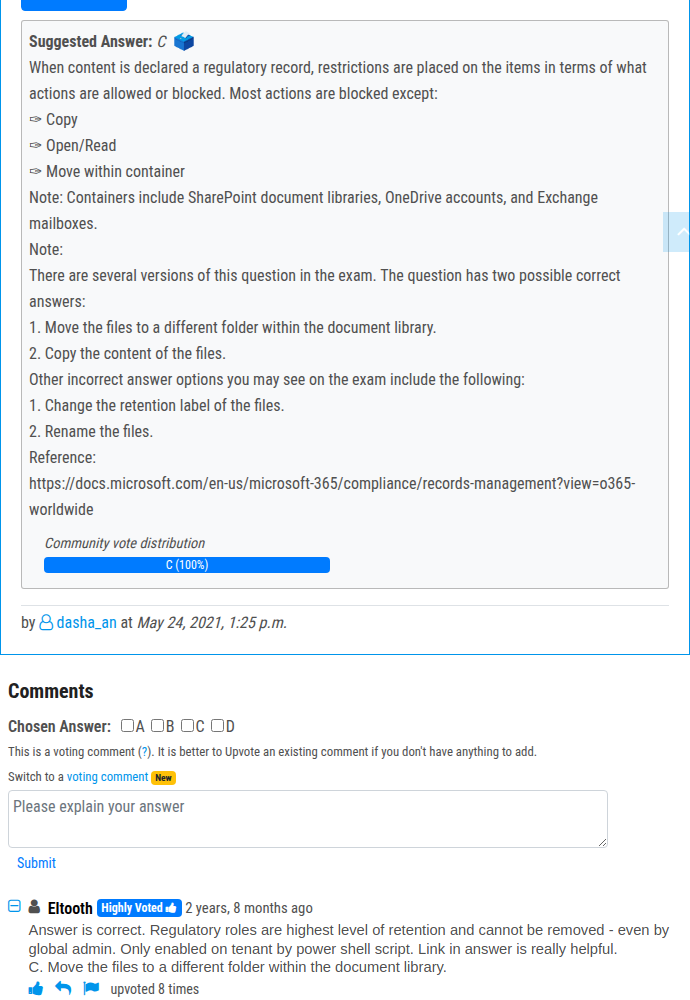 Suggested Answer: C
When content is declared a regulatory record, restrictions are placed on the items in terms of what
actions are allowed or blocked. Most actions are blocked except:
✑ Copy
✑ Open/Read
✑ Move within container
Note: Containers include SharePoint document libraries, OneDrive accounts, and Exchange
mailboxes.
Note:
There are several versions of this question in the exam. The question has two possible correct
answers:
1. Move the files to a different folder within the document library.
2. Copy the content of the files.
Other incorrect answer options you may see on the exam include the following:
1. Change the retention label of the files.
2. Rename the files.
Reference:
https://docs.microsoft.com/en-us/microsoft-365/compliance/records-management?view=o365-
worldwide
Community vote distribution
C (100%)
by dasha_an at May 24, 2021, 1:25 p.m.
Comments
Chosen Answer: A B C D
This is a voting comment (?). It is better to Upvote an existing comment if you don't have anything to add.
Switch to a voting comment New
Please explain your answer
Submit
Eltooth Highly Voted 2 years, 8 months ago
Answer is correct. Regulatory roles are highest level of retention and cannot be removed - even by
global admin. Only enabled on tenant by power shell script. Link in answer is really helpful.
C. Move the files to a different folder within the document library.
upvoted 8 times